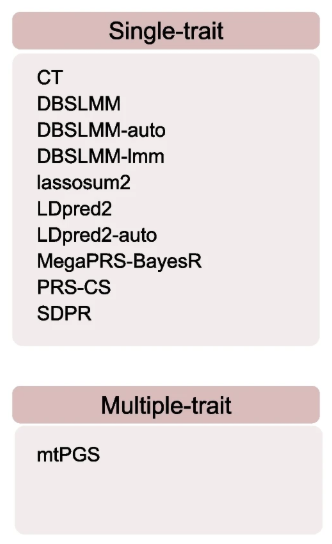 Single-trait
CT
DBSLMM
DBSLMM-auto
DBSLMM-lmm
lassosum2
LDpred2
LDpred2-auto
MegaPRS-BayesR
PRS-CS
SDPR
Multiple-trait
mtPGS